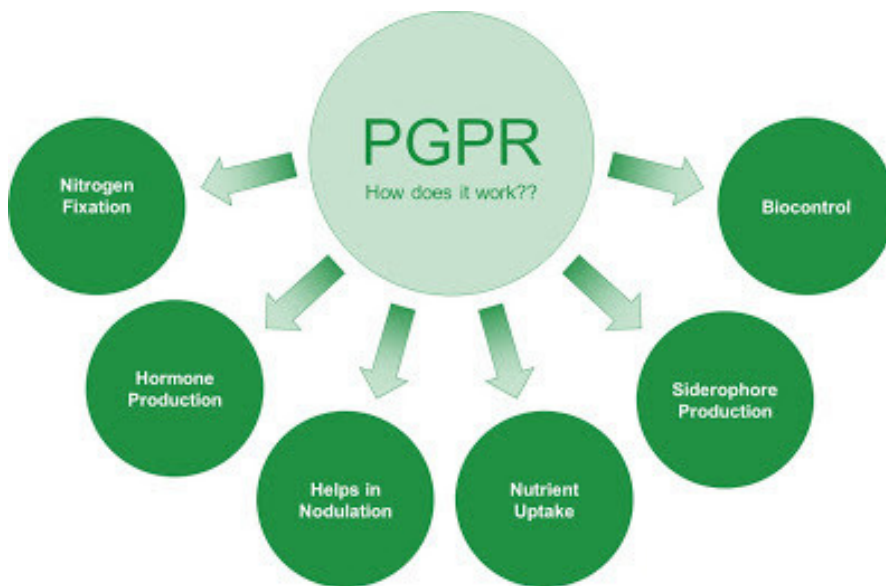 PGPR
How does it work??
Nitrogen
Fixation
Hormone
Production
Helps in
Nodulation
Nutrient
Uptake
Siderophore
Production
Biocontrol